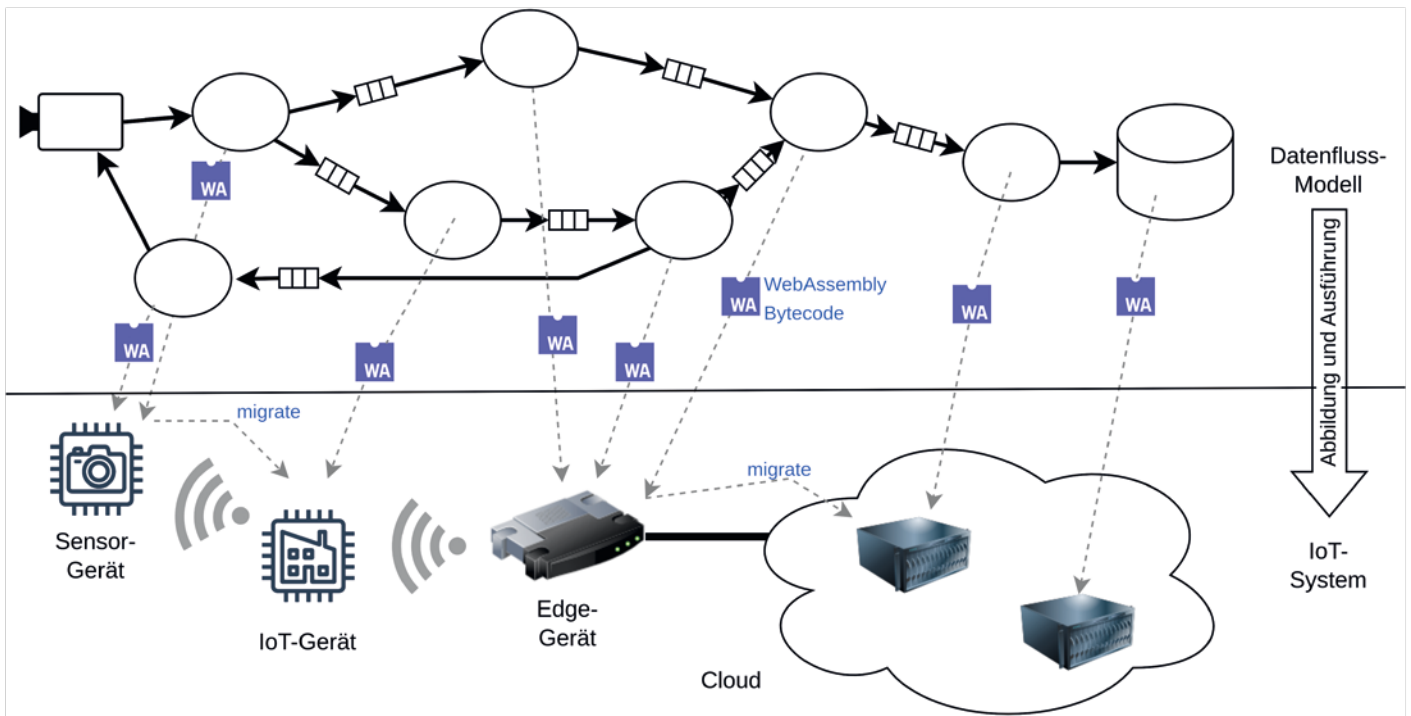 Datenfluss-
Modell
WA
WA
WebAssembly
Bytecode
WA
WA
WA
WA
WA
WA
WA
Abbildung und Ausführung
migrate
migrate
Sensor-
Gerät
IoT-Gerät
Edge-
Gerät
Cloud
IoT-
System